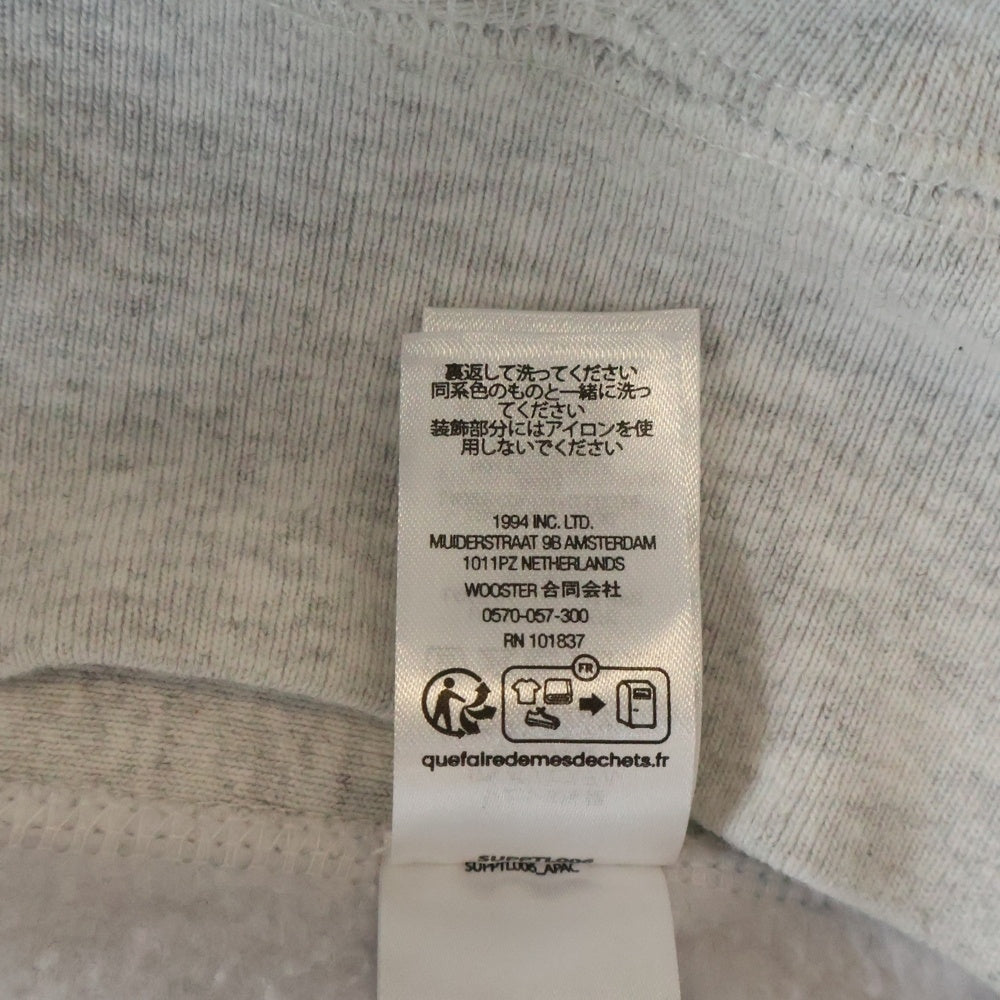 裏返して洗ってください
同系色のものと一緒に洗っ
てください
装飾部分にはアイロンを使
用しないでください
1994 INC. LTD.
MUIDERSTRAAT 9B AMSTERDAM
1011PZ NETHERLANDS
WOOSTER 合同会社
0570-057-300
RN 101837
FR
quefairedemesdechets.fr
SUPPTL006_APAC